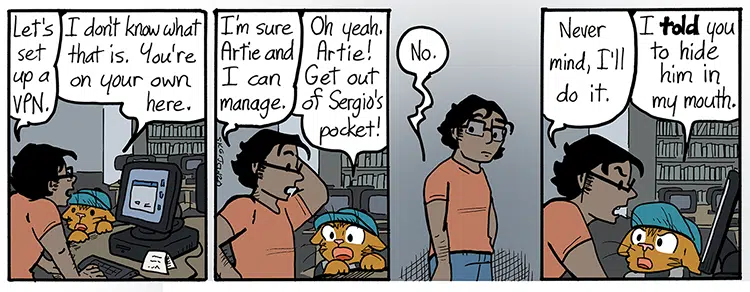 Let's
set
up a
VPN.
I don't know what
that is. You're
on your own
here.
I'm sure
Artie and
I can
manage.
Oh yeah.
Artie!
Get out
of Sergio's
pocket!
No.
Never
mind, I'll
do it.
I told you
to hide
him in
my mouth.